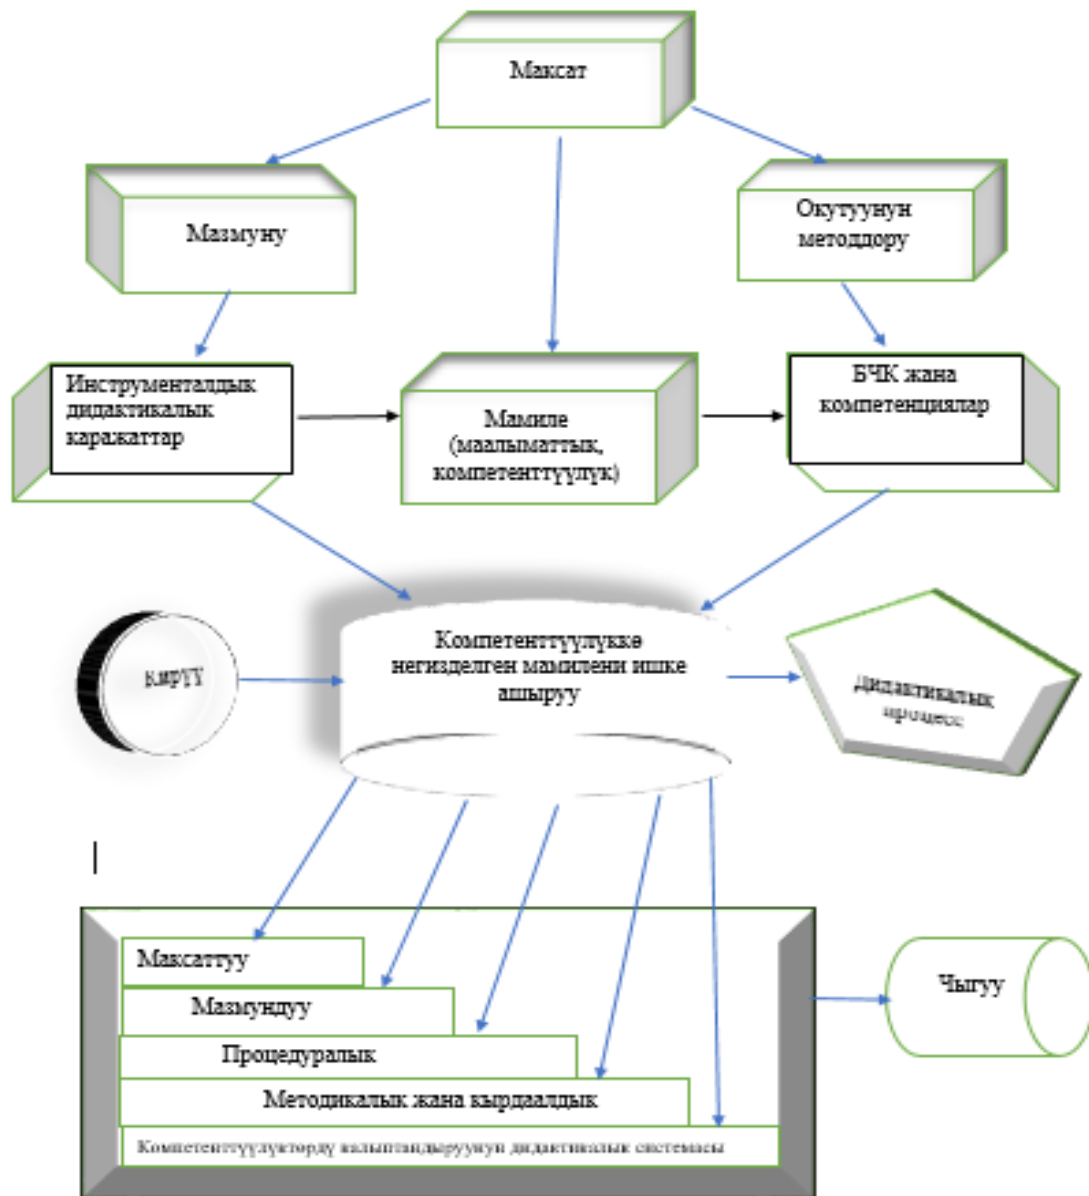 Максат
Мазмуну
Окутуунун
методдору
Инструменталдык
дидактикалык
каражаттар
Мамиле
(маалыматтык,
компетенттүүлүк)
БЧК жана
компетенциялар
Компетенттүүлүккө
негизделген мамилени ишке
ашыруу
Кирүү
Дидактикалык
процесс
Максаттуу
Мазмундуу
Процедуралык
Методикалык жана кырдаалдык
Компетенттүүлүктөрдү калыптандыруунун дидактикалык системасы
Чыгуу